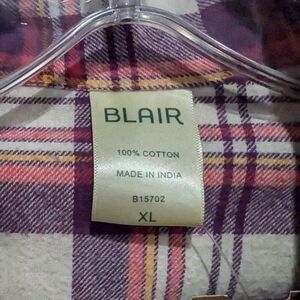 BLAIR
100% COTTON
MADE IN INDIA
B15702
XL